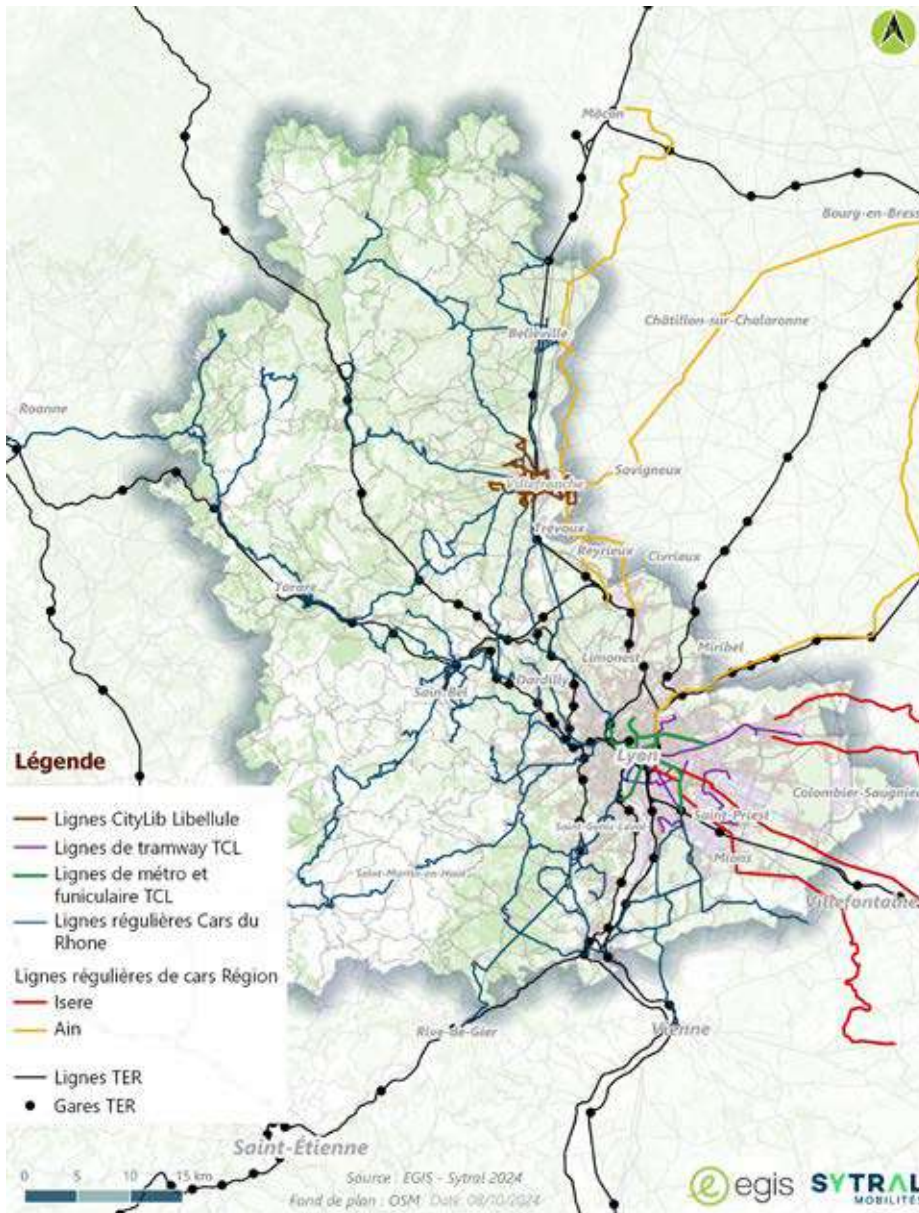 Mâcon
Bourg-en-Bress
Châtillon-sur-Chalaronne
Belleville
Roanne
Savigneux
Villefranche
Trévoux
Reyrieux
Civrieux
Tarare
Miribel
Limonest
Dardilly
Sain-Bel
Lyon
Colombier-Saugnieu
Saint-Priest
Saint-Genis-Laval
Mions
Saint-Martin-en-Haut
Villefontaine
Rive-de-Gier
Vienne
Saint-Étienne
Légende
Lignes CityLib Libellule
Lignes de tramway TCL
Lignes de métro et
funiculaire TCL
Lignes régulières Cars du
Rhone
Lignes régulières de cars Région
Isere
Ain
Lignes TER
Gares TER
0 5 10 15 km
Source : EGIS - Sytral 2024
Fond de plan : OSM Date: 08/10/2024
egis
SYTRAL
MOBILITÉS